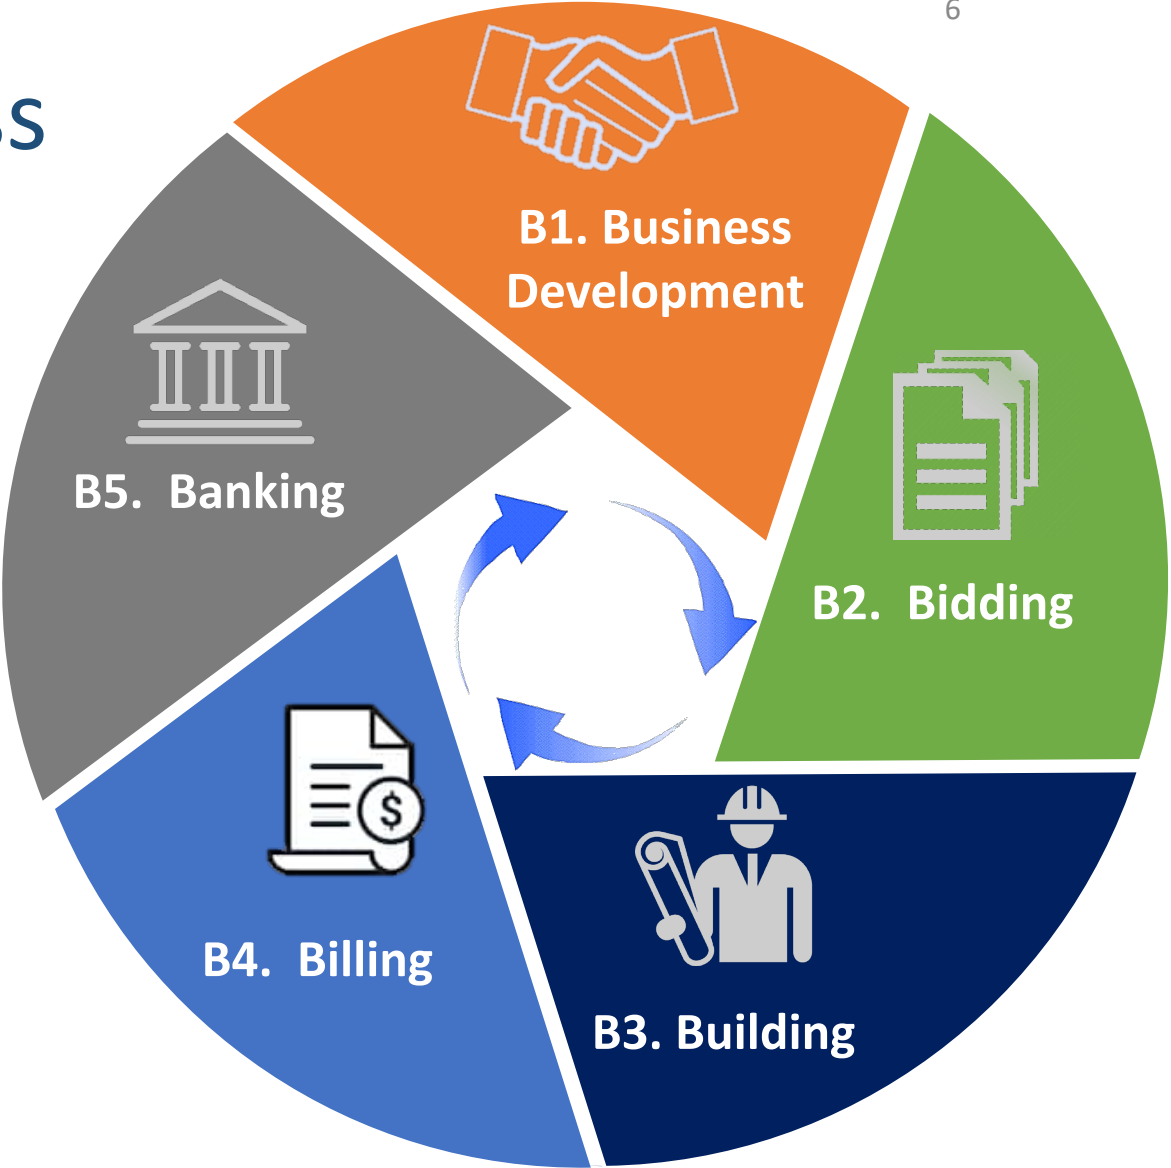 6
s
B1. Business
Development
B2.  Bidding
B3. Building
B4.  Billing
$
B5.  Banking